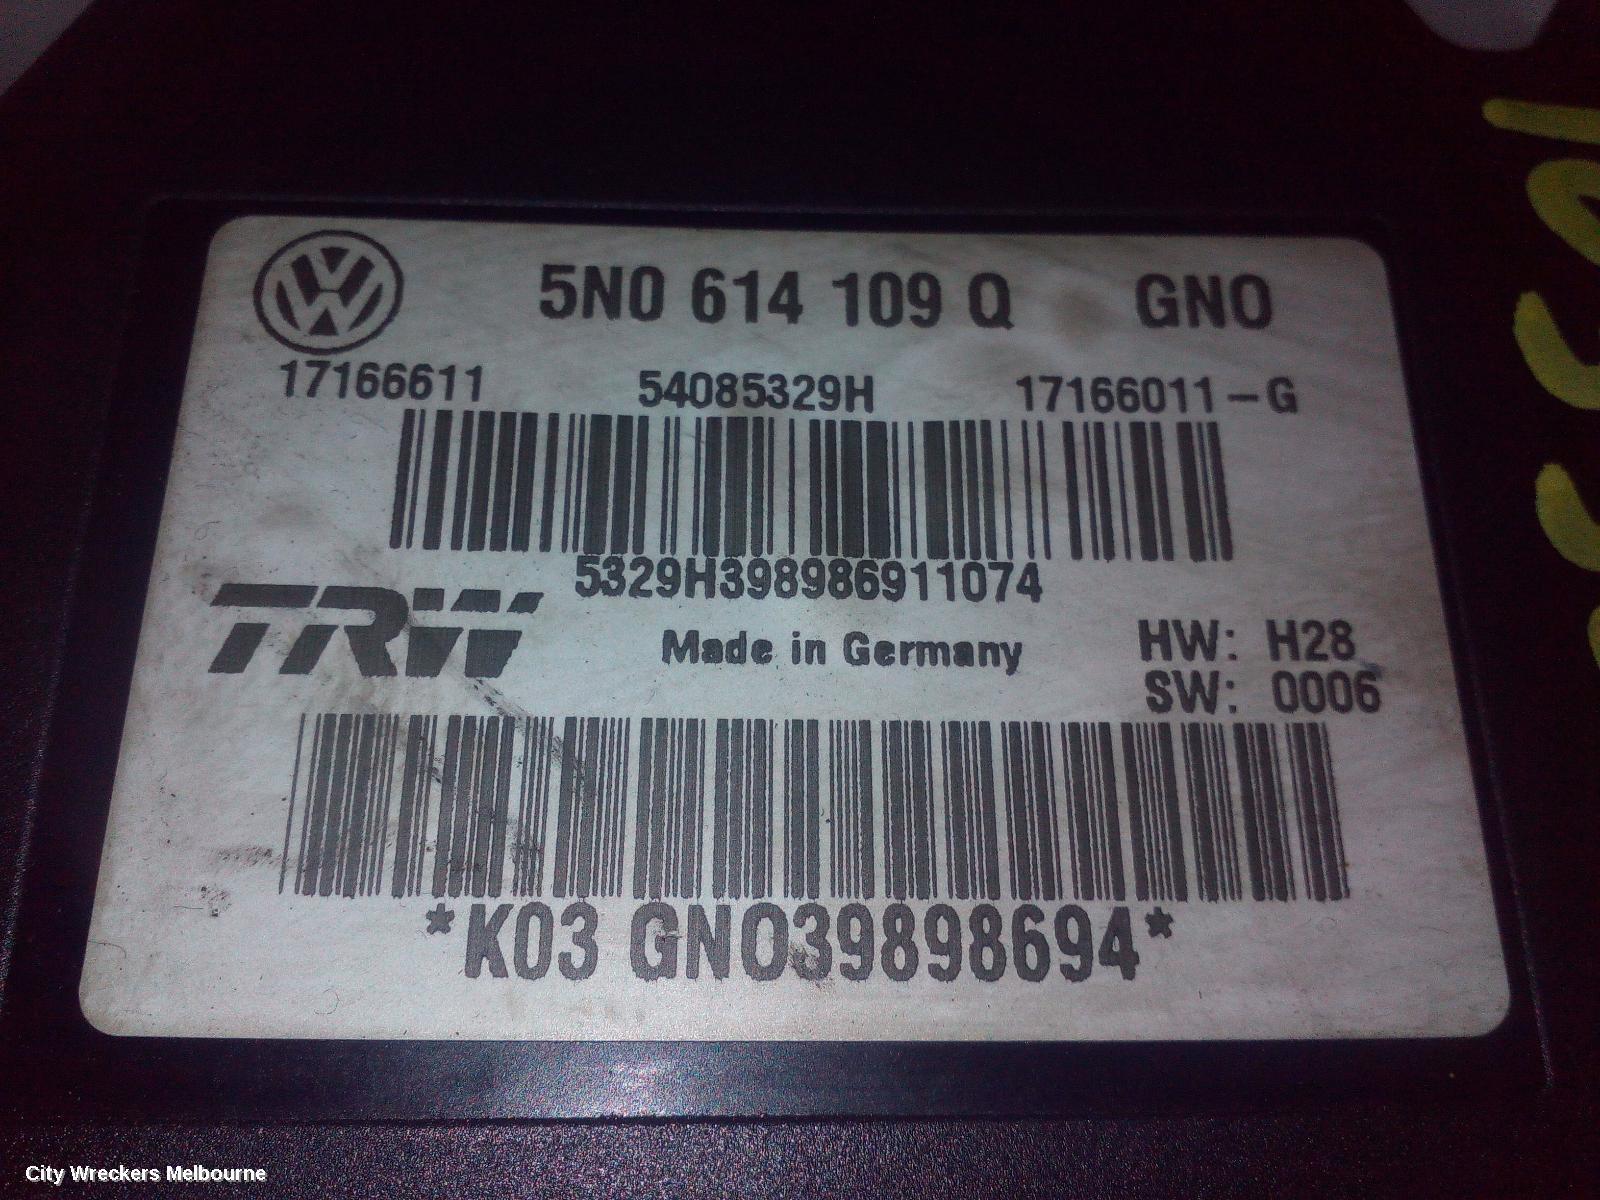 5N0 614 109 Q GNO
17166611 54085329H 17166011-G
5329H398986911074
TRW
Made in Germany
HW: H28
SW: 0006
*K03 GNO39898694*
City Wreckers Melbourne